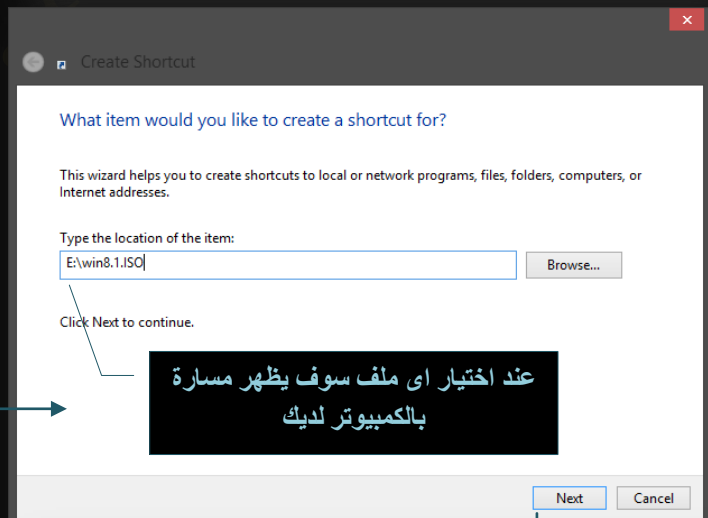 Create Shortcut
What item would you like to create a shortcut for?
This wizard helps you to create shortcuts to local or network programs, files, folders, computers, or
Internet addresses.
Type the location of the item:
E:\win8.1.ISO
Browse...
Click Next to continue.
عند اختيار اى ملف سوف يظهر مسارة
بالكمبيوتر لديك
Next
Cancel